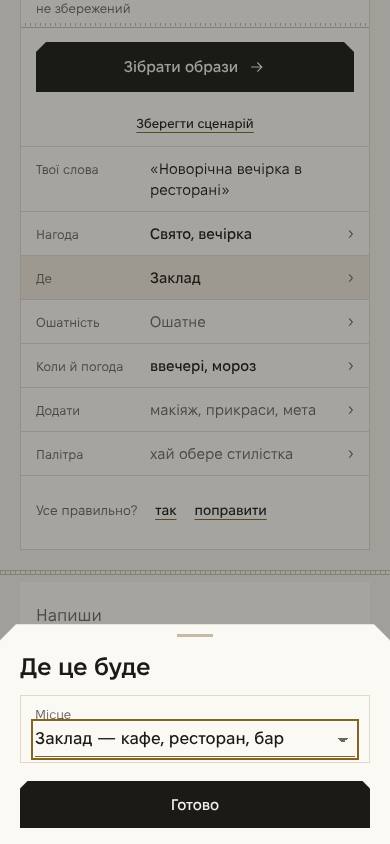 не збережений
Зібрати образи →
Зберегти сценарій
Твої слова «Новорічна вечірка в
ресторані»
Нагода Свято, вечірка
Де Заклад
Ошатність Ошатне
Коли й погода ввечері, мороз
Додати макіяж, прикраси, мета
Палітра хай обере стилістка
Усе правильно? так поправити
Напиши
Де це буде
Місце
Заклад — кафе, ресторан, бар
Готово